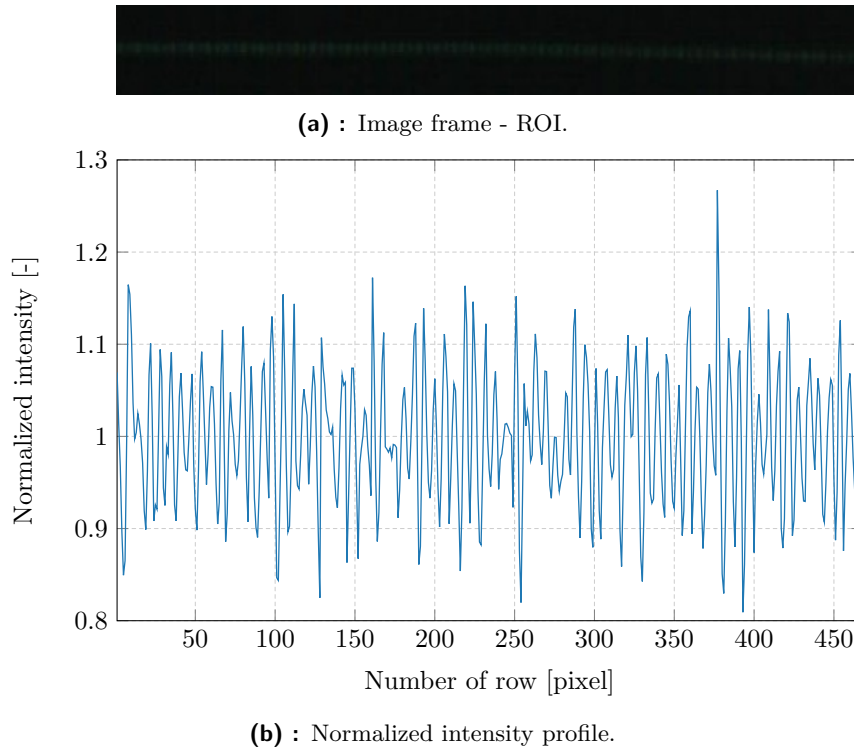 (a) : Image frame - ROI.
1.3
1.2
1.1
1
0.9
0.8
Normalized intensity [-]
50 100 150 200 250 300 350 400 450
Number of row [pixel]
(b) : Normalized intensity profile.